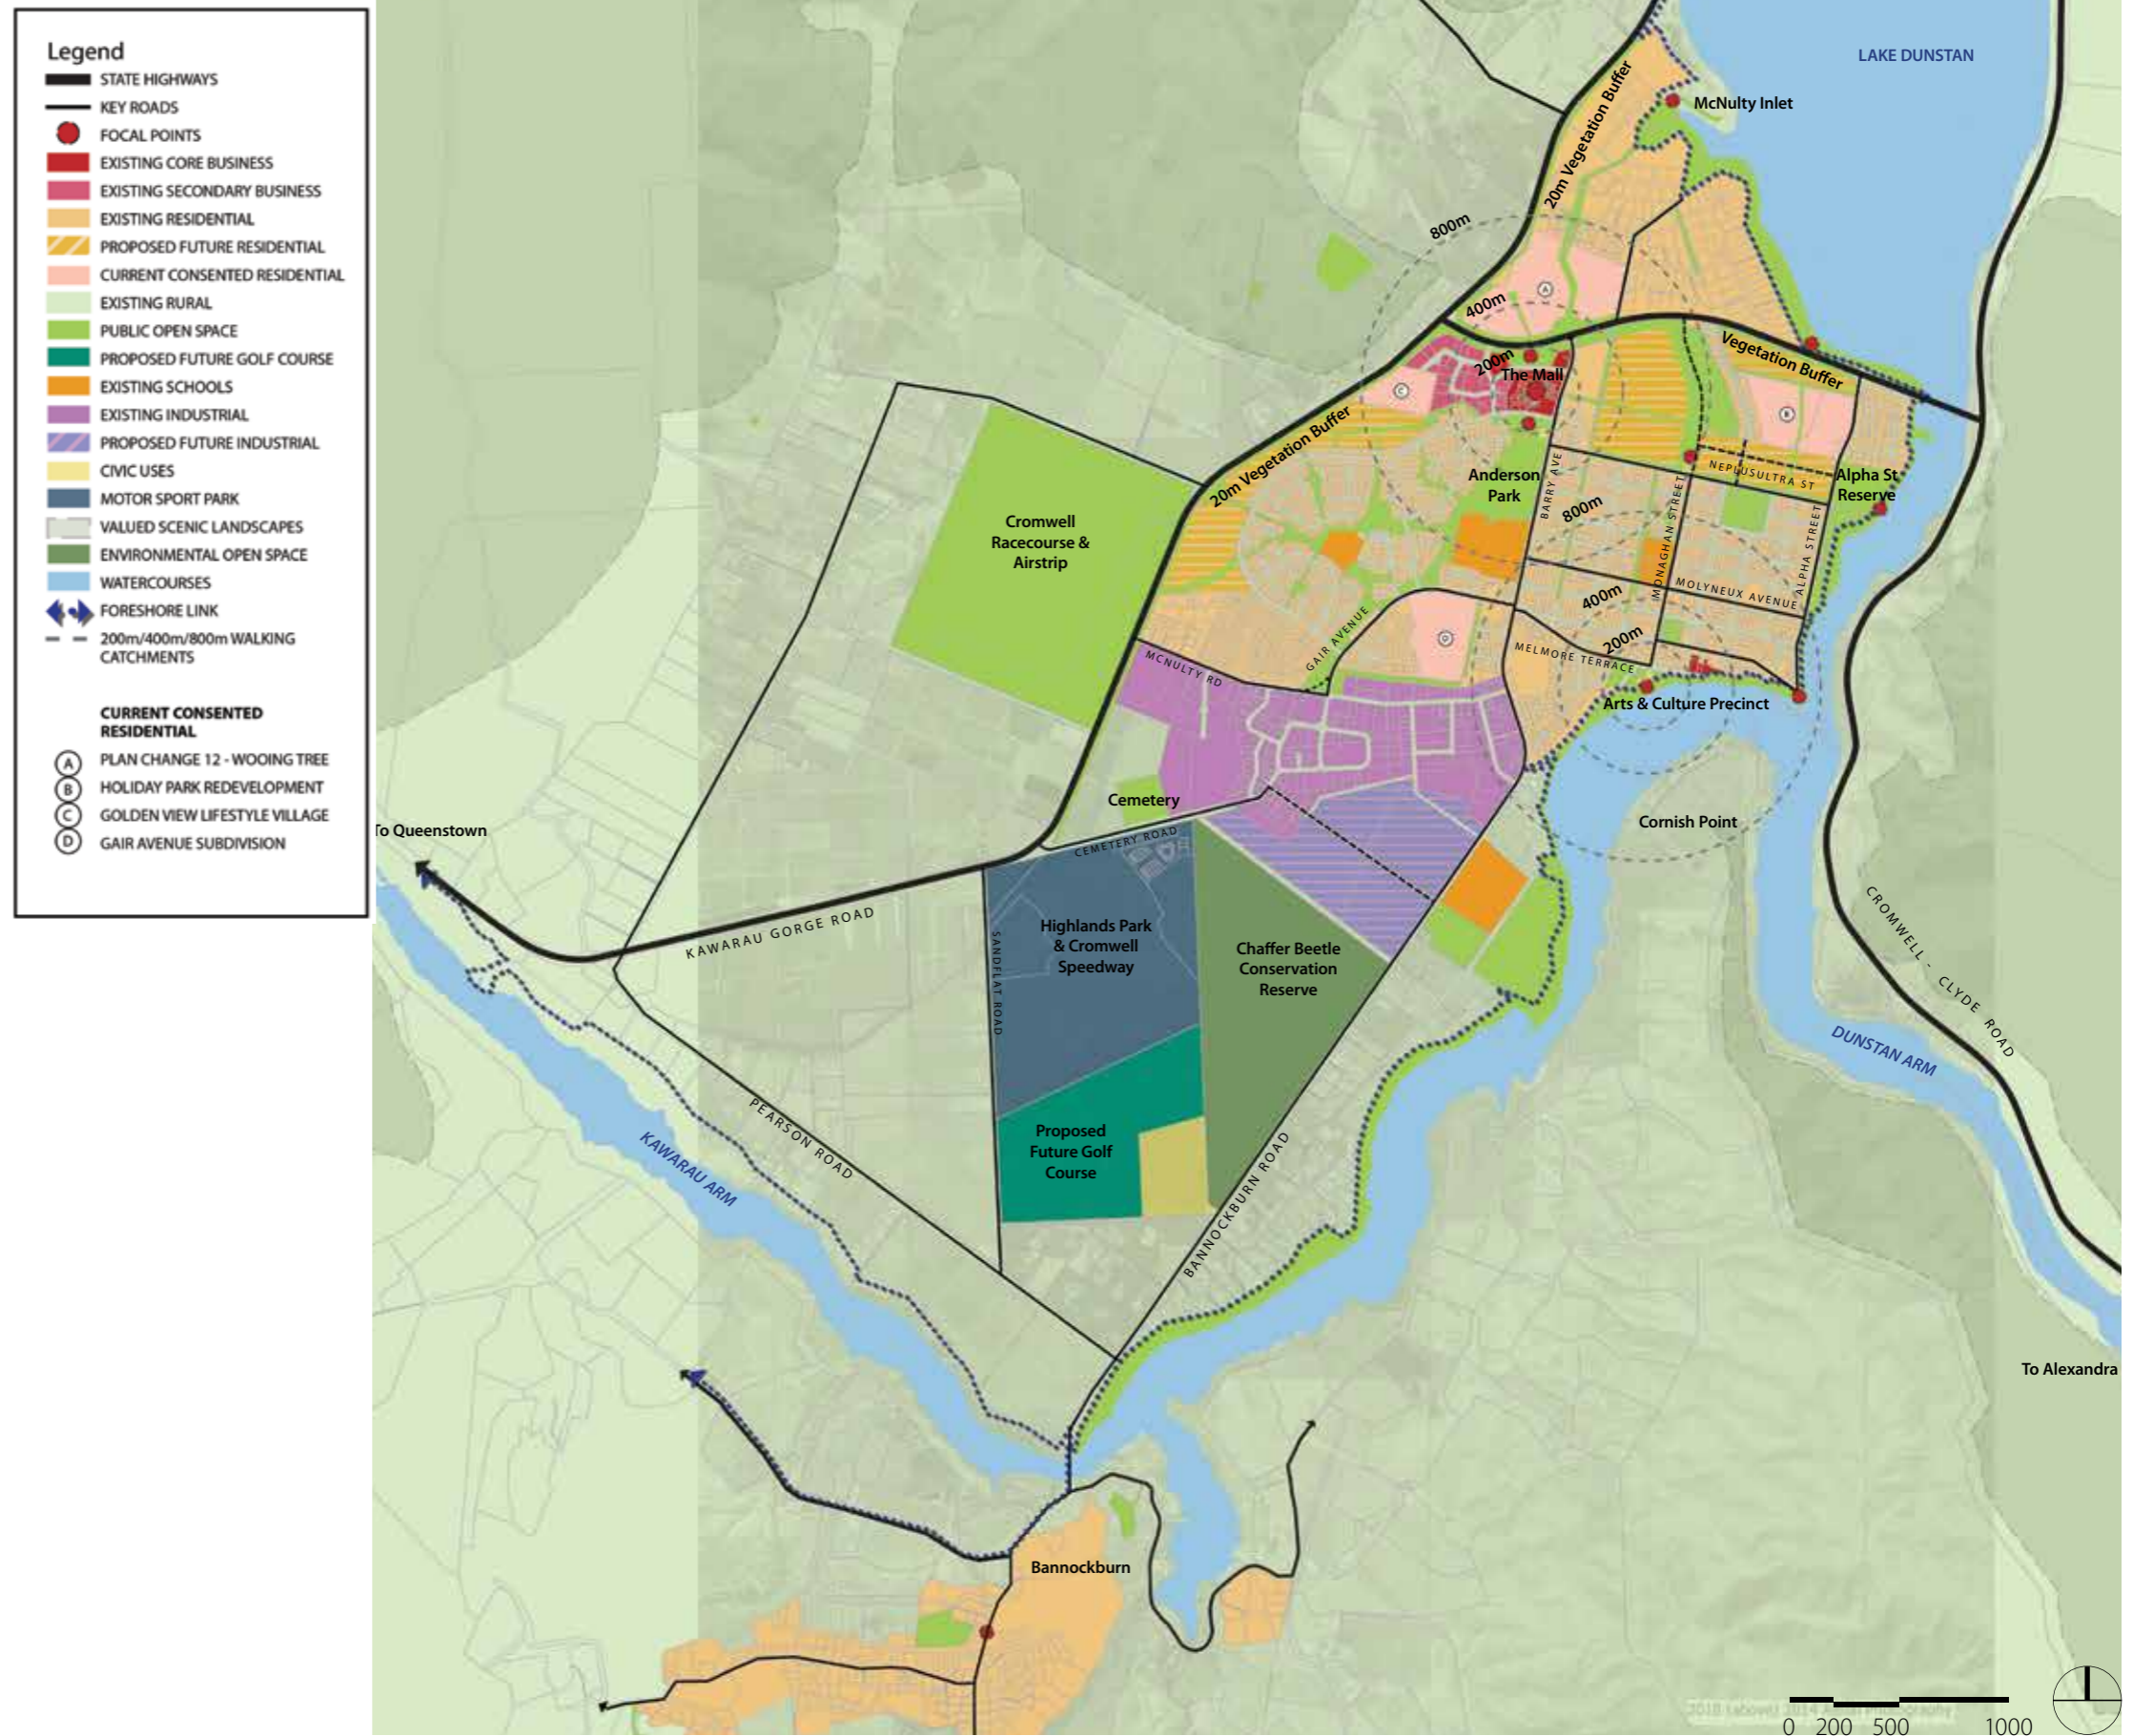 Legend
STATE HIGHWAYS
KEY ROADS
FOCAL POINTS
EXISTING CORE BUSINESS
EXISTING SECONDARY BUSINESS
EXISTING RESIDENTIAL
PROPOSED FUTURE RESIDENTIAL
CURRENT CONSENTED RESIDENTIAL
EXISTING RURAL
PUBLIC OPEN SPACE
PROPOSED FUTURE GOLF COURSE
EXISTING SCHOOLS
EXISTING INDUSTRIAL
PROPOSED FUTURE INDUSTRIAL
CIVIC USES
MOTOR SPORT PARK
VALUED SCENIC LANDSCAPES
ENVIRONMENTAL OPEN SPACE
WATERCOURSES
FORESHORE LINK
200m/400m/800m WALKING
CATCHMENTS
CURRENT CONSENTED
RESIDENTIAL
A PLAN CHANGE 12 - WOOING TREE
B HOLIDAY PARK REDEVELOPMENT
C GOLDEN VIEW LIFESTYLE VILLAGE
D GAIR AVENUE SUBDIVISION
LAKE DUNSTAN
McNulty Inlet
20m Vegetation Buffer
800m
A
400m
200m
The Mall
Vegetation Buffer
C
B
20m Vegetation Buffer
Anderson
Park
BARRY AVE
NEPLUSULTRA ST
Alpha St
Reserve
800m
MONAGHAN STREET
ALPHA STREET
Cromwell
Racecourse &
Airstrip
MOLYNEUX AVENUE
400m
GAIR AVENUE
D
200m
MELMORE TERRACE
MCNULTY RD
Arts & Culture Precinct
Cemetery
CEMETERY ROAD
Cornish Point
To Queenstown
KAWARAU GORGE ROAD
SANDFLAT ROAD
Highlands Park
& Cromwell
Speedway
Chaffer Beetle
Conservation
Reserve
CROMWELL - CLYDE ROAD
DUNSTAN ARM
PEARSON ROAD
KAWARAU ARM
Proposed
Future Golf
Course
BANNOCKBURN ROAD
To Alexandra
Bannockburn
0 200 500 1000